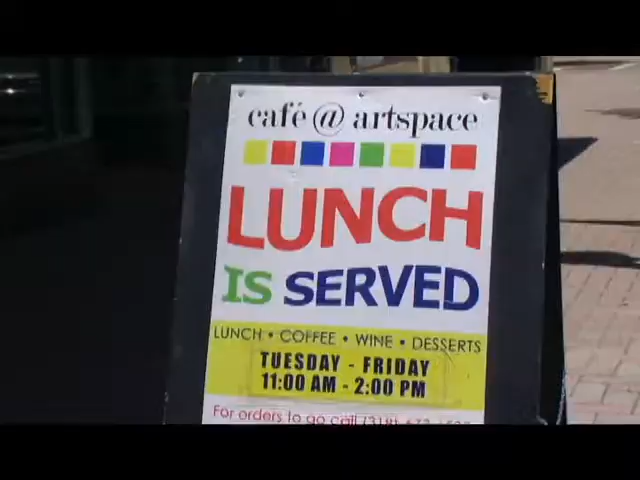 café @ artspace
LUNCH
IS SERVED
LUNCH • COFFEE • WINE • DESSERTS
TUESDAY - FRIDAY
11:00 AM - 2:00 PM
For orders to go call (318)